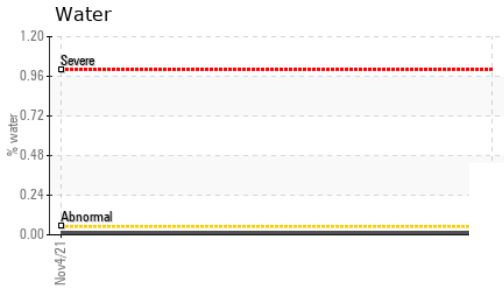 Water
1.20
Severe
0.96
0.72
% water
0.48
0.24
Abnormal
0.00
Nov4/21